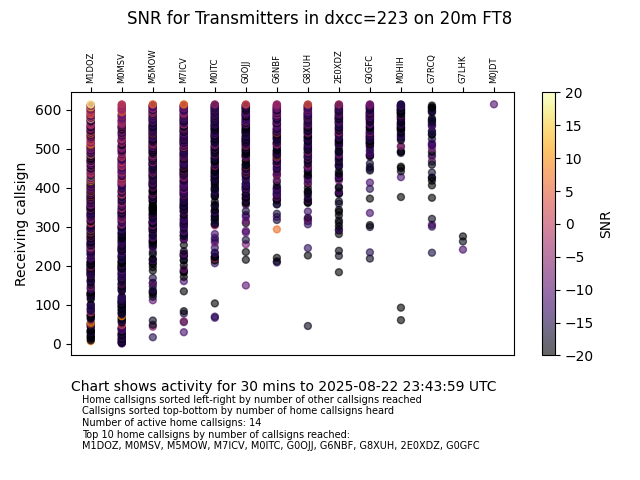 SNR for Transmitters in dxcc=223 on 20m FT8
M1DOZ M0MSV M5MOW M7ICV M0ITC G0OJJ G6NBF G8XUH 2E0XDZ G0GFC M0HIH G7RCQ G7LHK M0JDT
600
500
400
300
200
100
0
Receiving callsign
20
15
10
5
0
−5
−10
−15
−20
SNR
Chart shows activity for 30 mins to 2025-08-22 23:43:59 UTC
Home callsigns sorted left-right by number of other callsigns reached
Callsigns sorted top-bottom by number of home callsigns heard
Number of active home callsigns: 14
Top 10 home callsigns by number of callsigns reached:
M1DOZ, M0MSV, M5MOW, M7ICV, M0ITC, G0OJJ, G6NBF, G8XUH, 2E0XDZ, G0GFC